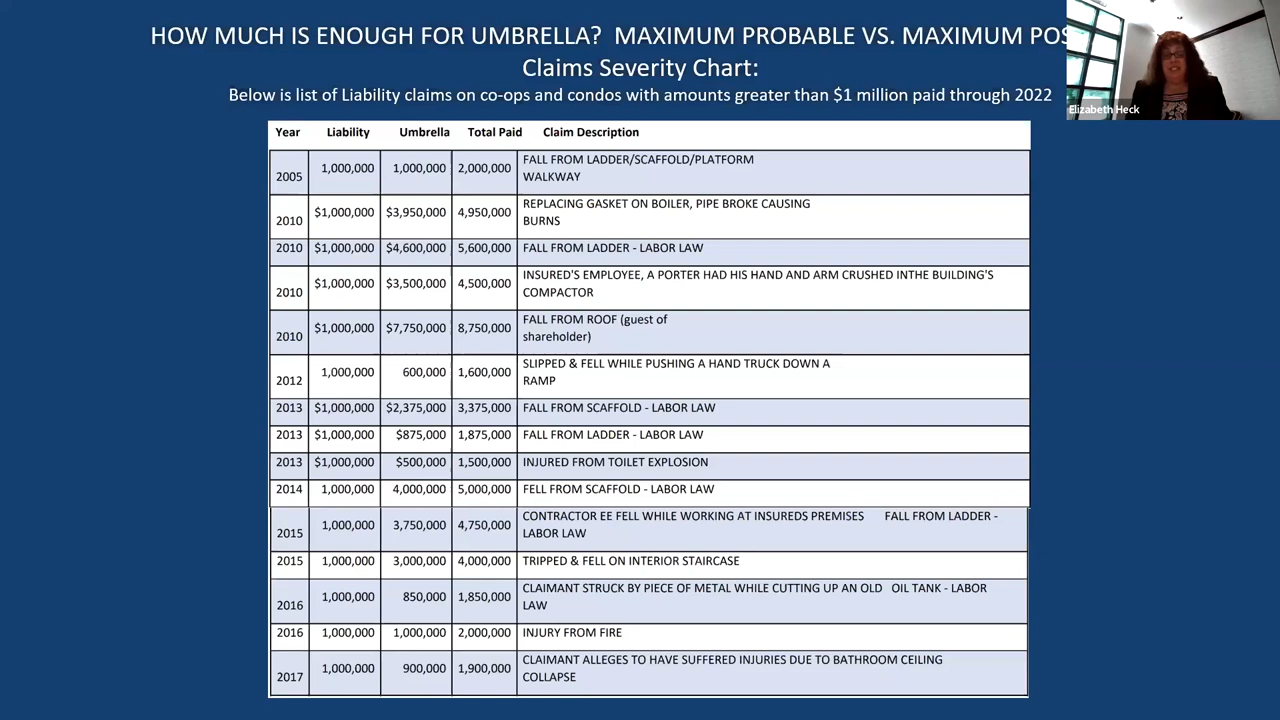 HOW MUCH IS ENOUGH FOR UMBRELLA? MAXIMUM PROBABLE VS. MAXIMUM
Claims Severity Chart:
Below is list of Liability claims on co-ops and condos with amounts greater than $1 million paid through 2022
Elizabeth Heck
Year Liability Umbrella Total Paid Claim Description
2005 1,000,000 1,000,000 2,000,000 FALL FROM LADDER/SCAFFOLD/PLATFORM
WALKWAY
2010 $1,000,000 $3,950,000 4,950,000 REPLACING GASKET ON BOILER, PIPE BROKE CAUSING
BURNS
2010 $1,000,000 $4,600,000 5,600,000 FALL FROM LADDER - LABOR LAW
2010 $1,000,000 $3,500,000 4,500,000 INSURED'S EMPLOYEE, A PORTER HAD HIS HAND AND ARM CRUSHED INTHE BUILDING'S
COMPACTOR
2010 $1,000,000 $7,750,000 8,750,000 FALL FROM ROOF (guest of
shareholder)
2012 1,000,000 600,000 1,600,000 SLIPPED & FELL WHILE PUSHING A HAND TRUCK DOWN A
RAMP
2013 $1,000,000 $2,375,000 3,375,000 FALL FROM SCAFFOLD - LABOR LAW
2013 $1,000,000 $875,000 1,875,000 FALL FROM LADDER - LABOR LAW
2013 $1,000,000 $500,000 1,500,000 INJURED FROM TOILET EXPLOSION
2014 1,000,000 4,000,000 5,000,000 FELL FROM SCAFFOLD - LABOR LAW
2015 1,000,000 3,750,000 4,750,000 CONTRACTOR EE FELL WHILE WORKING AT INSUREDS PREMISES FALL FROM LADDER -
LABOR LAW
2015 1,000,000 3,000,000 4,000,000 TRIPPED & FELL ON INTERIOR STAIRCASE
2016 1,000,000 850,000 1,850,000 CLAIMANT STRUCK BY PIECE OF METAL WHILE CUTTING UP AN OLD OIL TANK - LABOR
LAW
2016 1,000,000 1,000,000 2,000,000 INJURY FROM FIRE
2017 1,000,000 900,000 1,900,000 CLAIMANT ALLEGES TO HAVE SUFFERED INJURIES DUE TO BATHROOM CEILING
COLLAPSE